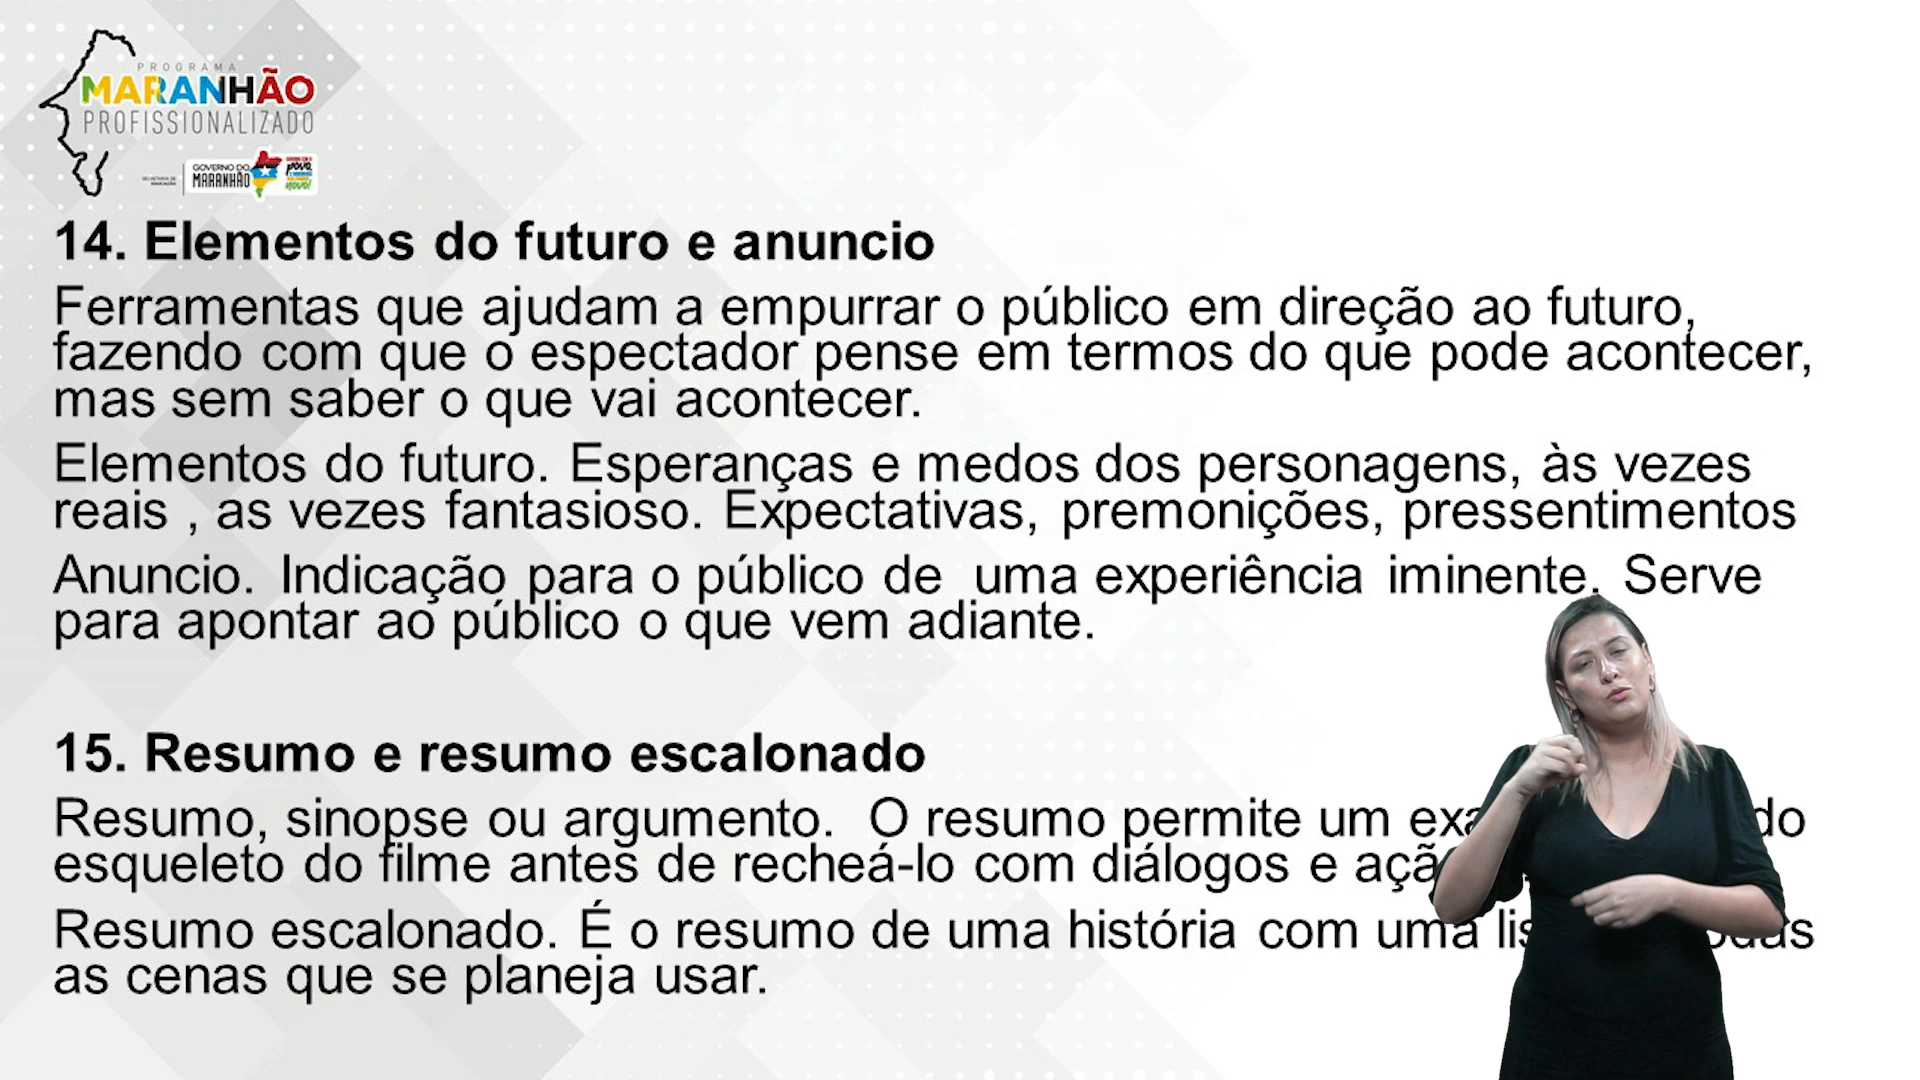 PROGRAMA
MARANHÃO
PROFISSIONALIZADO
SECRETARIA DE
EDUCAÇÃO
GOVERNO DO
MARANHÃO
14. Elementos do futuro e anuncio
Ferramentas que ajudam a empurrar o público em direção ao futuro,
fazendo com que o espectador pense em termos do que pode acontecer,
mas sem saber o que vai acontecer.
Elementos do futuro. Esperanças e medos dos personagens, às vezes
reais , as vezes fantasioso. Expectativas, premonições, pressentimentos
Anuncio. Indicação para o público de uma experiência iminente. Serve
para apontar ao público o que vem adiante.
15. Resumo e resumo escalonado
Resumo, sinopse ou argumento. O resumo permite um do
esqueleto do filme antes de recheá-lo com diálogos e
Resumo escalonado. É o resumo de uma história com uma
as cenas que se planeja usar.